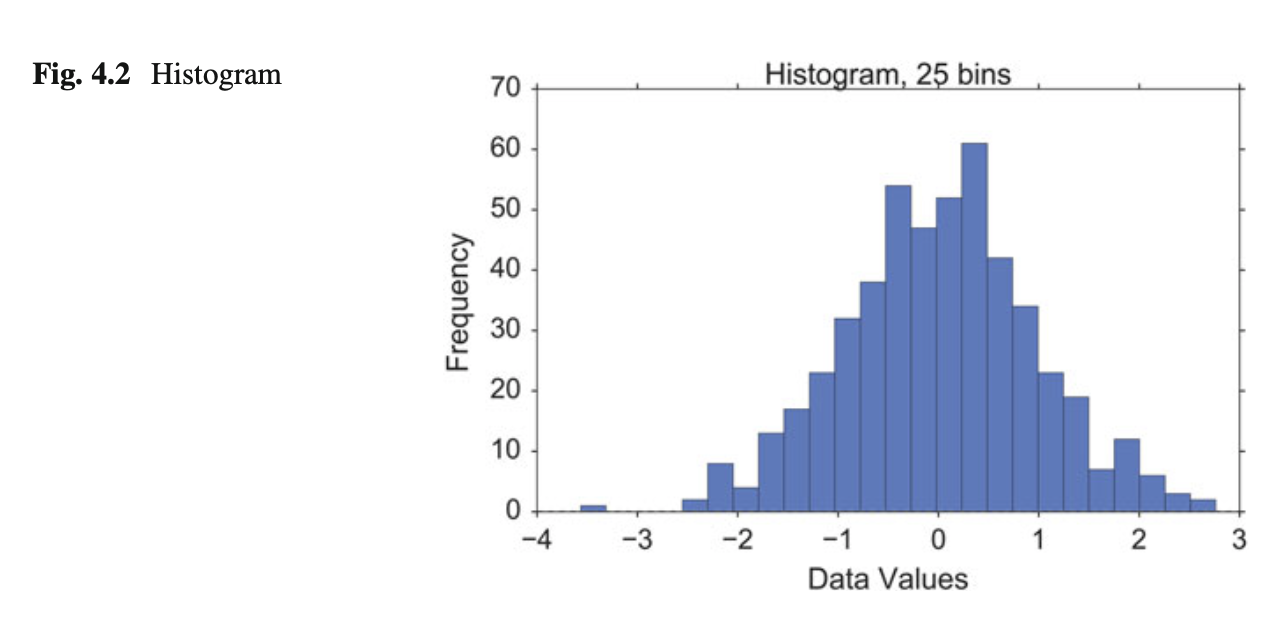 Fig. 4.2 Histogram
Histogram, 25 bins
70
60
50
40
30
20
10
0
Frequency
−4 −3 −2 −1 0 1 2 3
Data Values